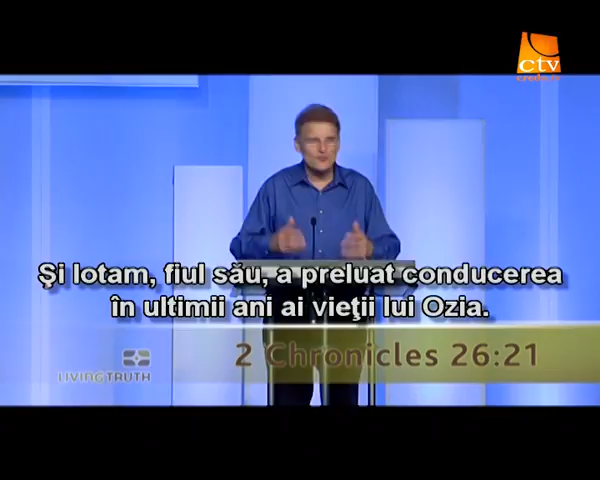 ctv
Şi Iotam, fiul său, a preluat conducerea
în ultimii ani ai vieţii lui Ozia.
2 Chronicles 26:21
LIVING TRUTH